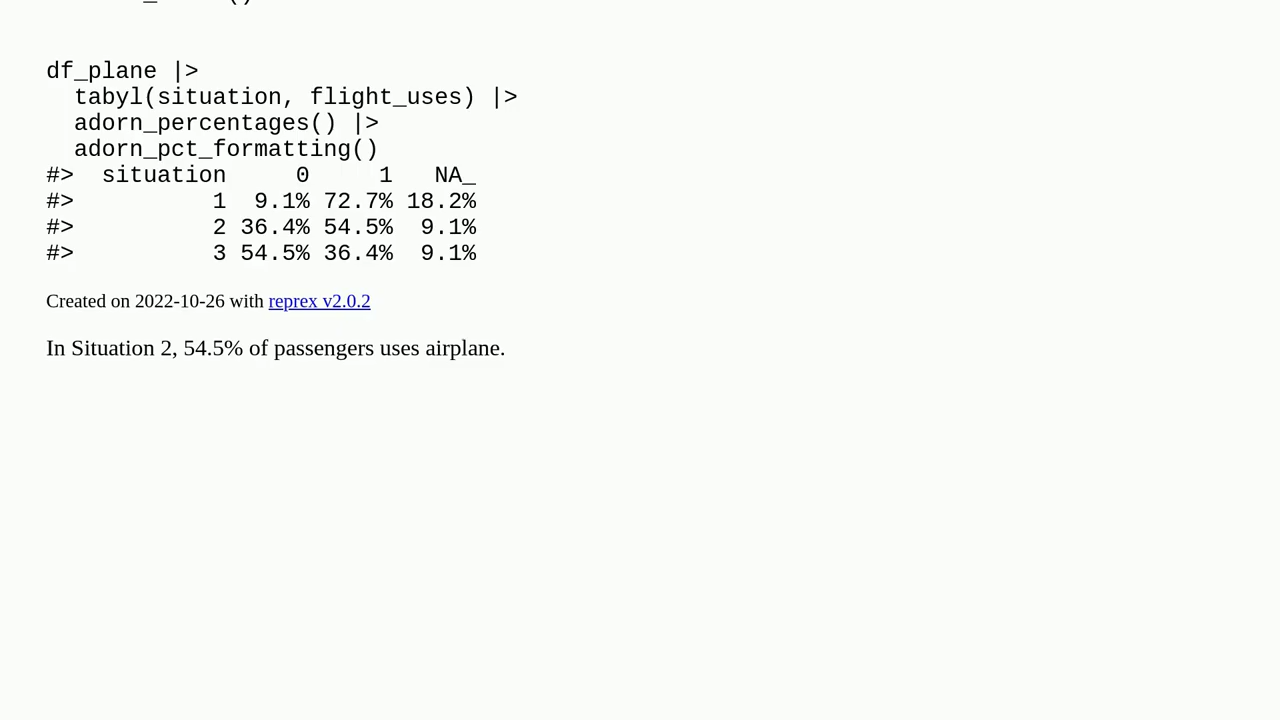 df_plane |>
  tabyl(situation, flight_uses) |>
  adorn_percentages() |>
  adorn_pct_formatting()
#>  situation     0     1   NA_
#>          1  9.1% 72.7% 18.2%
#>          2 36.4% 54.5%  9.1%
#>          3 54.5% 36.4%  9.1%
Created on 2022-10-26 with reprex v2.0.2
In Situation 2, 54.5% of passengers uses airplane.